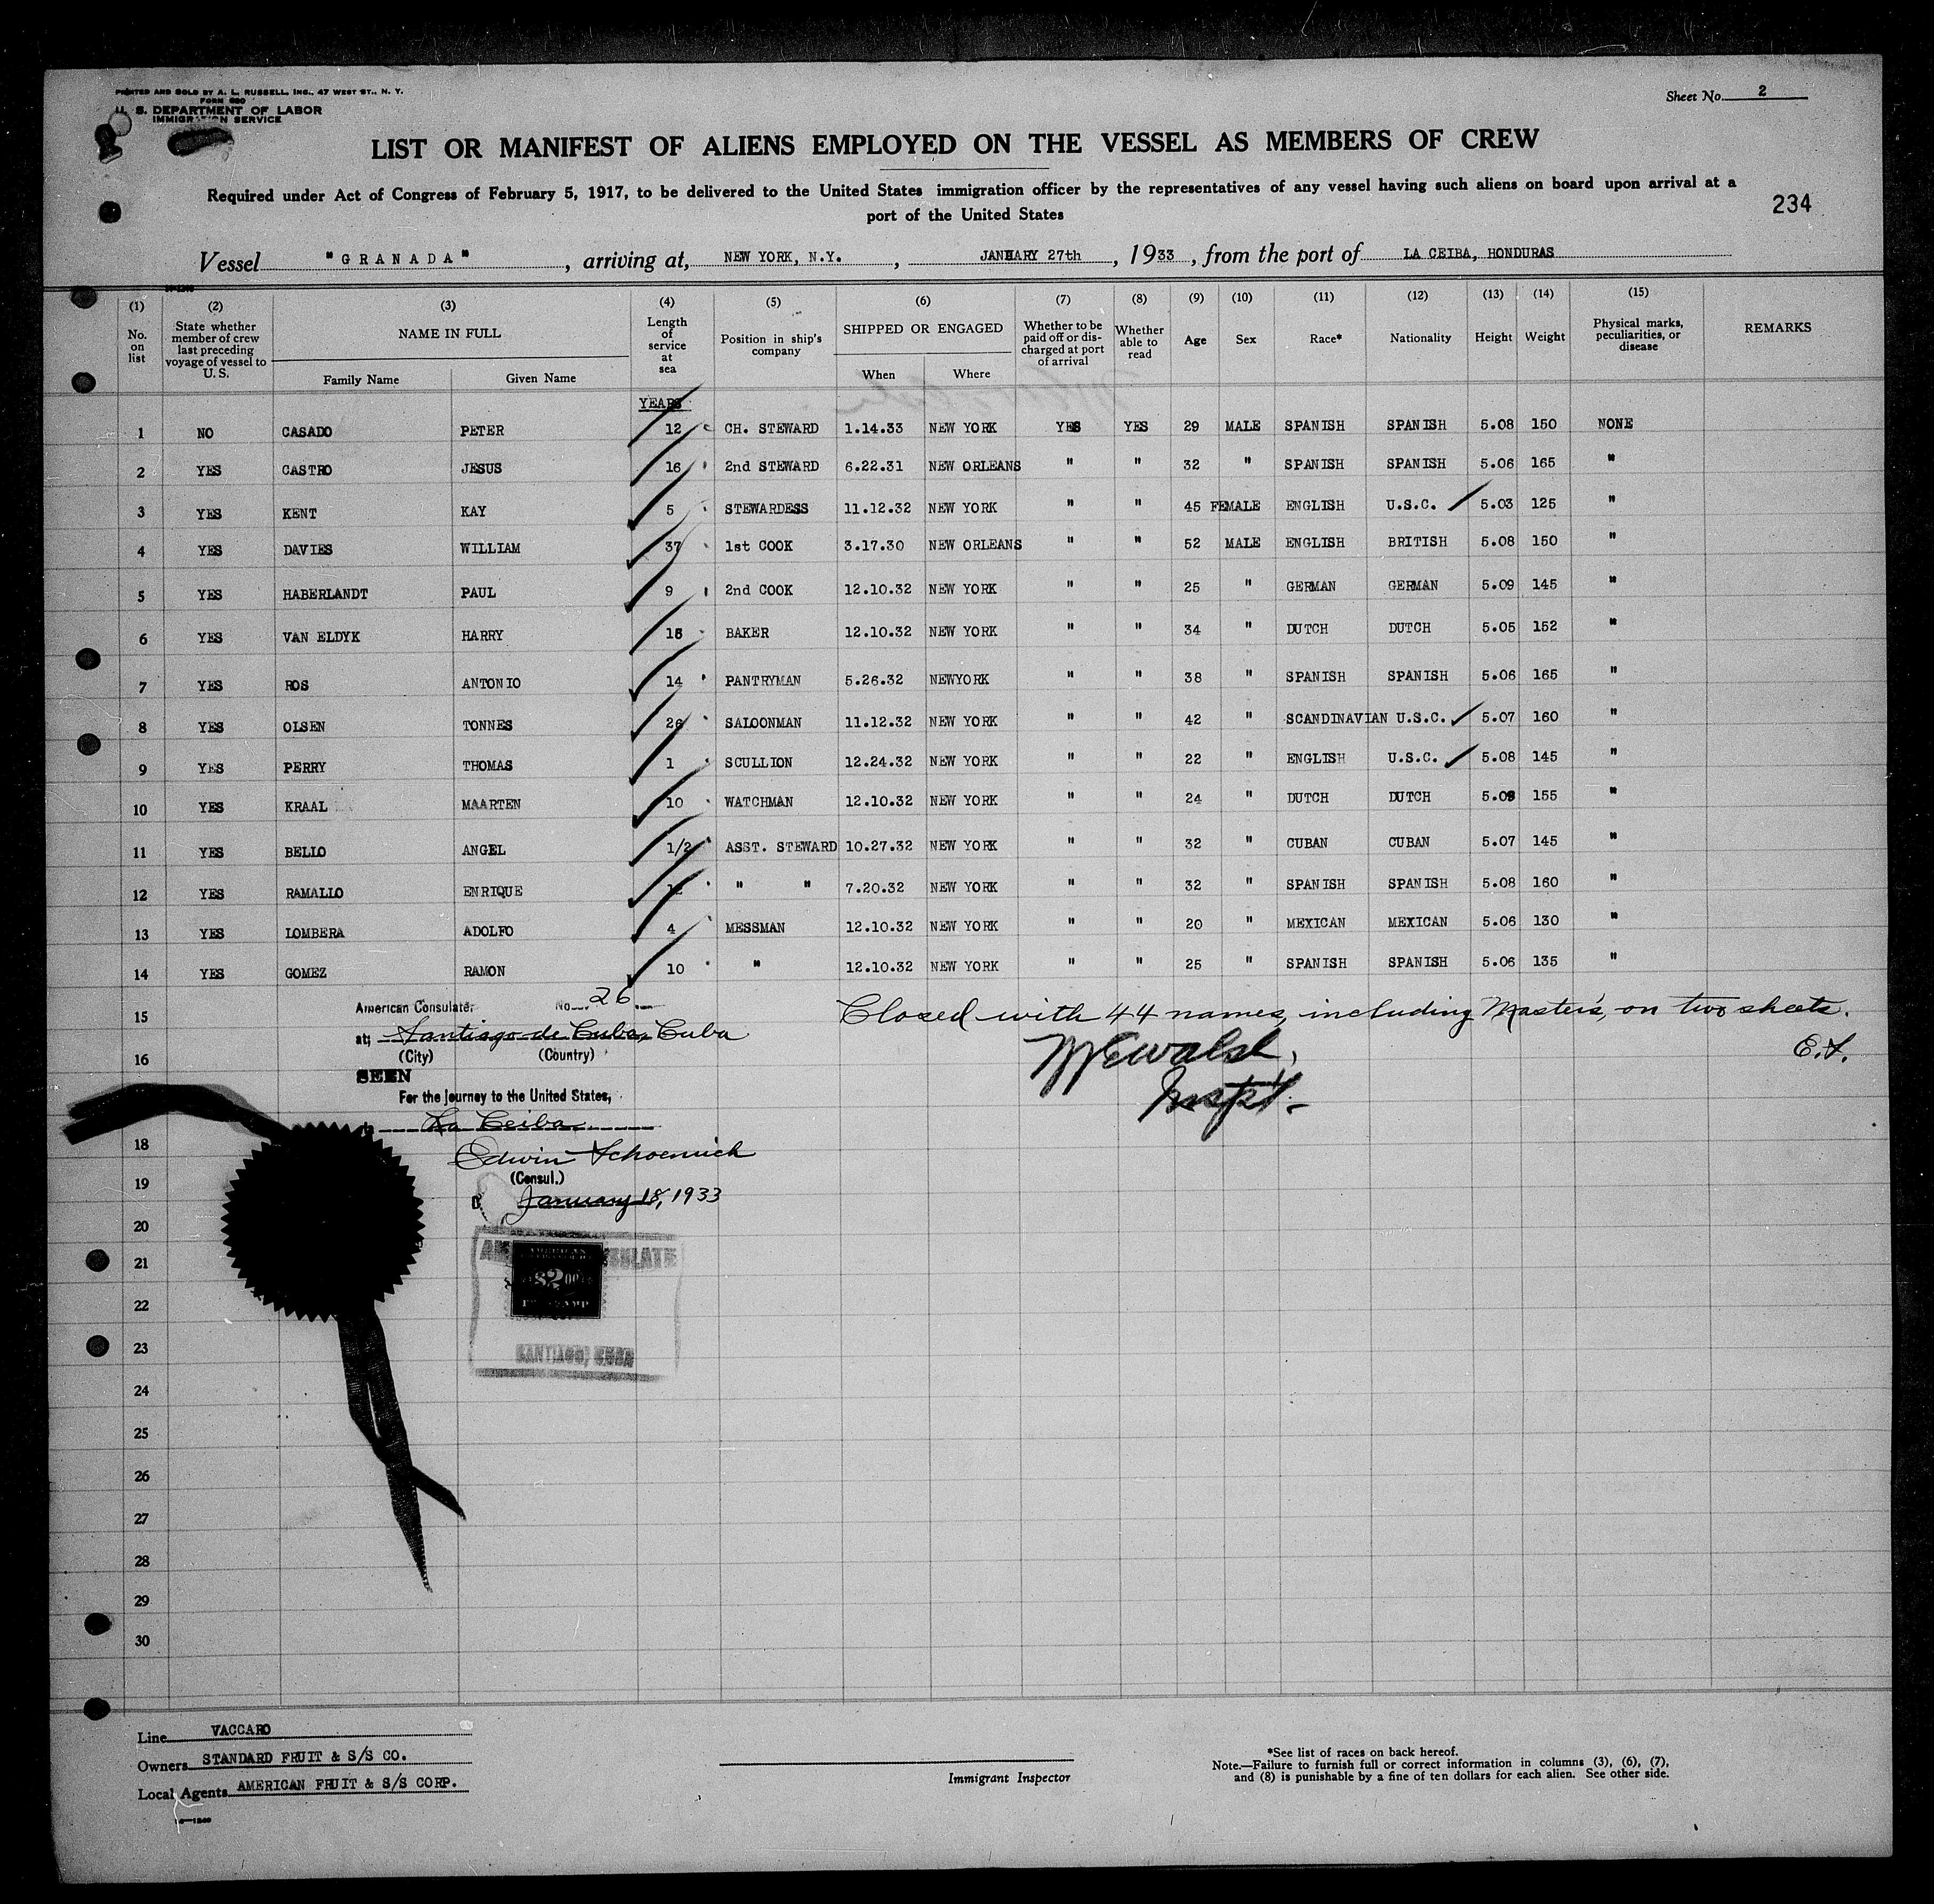 PRINTED AND SOLD BY A. L. RUSSELL, INC., 47 WEST ST., N. Y.
FORM 680
U. S. DEPARTMENT OF LABOR
IMMIGRATION SERVICE
Sheet No. 2
LIST OR MANIFEST OF ALIENS EMPLOYED ON THE VESSEL AS MEMBERS OF CREW
Required under Act of Congress of February 5, 1917, to be delivered to the United States immigration officer by the representatives of any vessel having such aliens on board upon arrival at a
port of the United States
234
Vessel "GRANADA", arriving at, NEW YORK, N.Y., JANUARY 27th, 1933, from the port of LA CEIBA, HONDURAS
(1) (2) (3) (4) (5) (6) (7) (8) (9) (10) (11) (12) (13) (14) (15)
No. on list
State whether member of crew last preceding voyage of vessel to U. S.
NAME IN FULL
Family Name Given Name
Length of service at sea
Position in ship's company
SHIPPED OR ENGAGED
When Where
Whether to be paid off or discharged at port of arrival
Whether able to read
Age Sex Race* Nationality Height Weight
Physical marks, peculiarities, or disease
REMARKS
YEARS
1 NO CASADO PETER 12 CH. STEWARD 1.14.33 NEW YORK YES YES 29 MALE SPANISH SPANISH 5.08 150 NONE
2 YES CASTRO JESUS 16 2nd STEWARD 6.22.31 NEW ORLEANS " " 32 " SPANISH SPANISH 5.06 165 "
3 YES KENT KAY 5 STEWARDESS 11.12.32 NEW YORK " " 45 FEMALE ENGLISH U.S.C. 5.03 125 "
4 YES DAVIES WILLIAM 37 1st COOK 3.17.30 NEW ORLEANS " " 52 MALE ENGLISH BRITISH 5.08 150 "
5 YES HABERLANDT PAUL 9 2nd COOK 12.10.32 NEW YORK " " 25 " GERMAN GERMAN 5.09 145 "
6 YES VAN ELDYK HARRY BAKER 12.10.32 NEW YORK " " 34 " DUTCH DUTCH 5.05 152 "
7 YES ROS ANTONIO 14 PANTRYMAN 5.26.32 NEWYORK " " 38 " SPANISH SPANISH 5.06 165 "
8 YES OLSEN TONNES 26 SALOONMAN 11.12.32 NEW YORK " " 42 " SCANDINAVIAN U.S.C. 5.07 160 "
9 YES PERRY THOMAS 1 SCULLION 12.24.32 NEW YORK " " 22 " ENGLISH U.S.C. 5.08 145 "
10 YES KRAAL MAARTEN 10 WATCHMAN 12.10.32 NEW YORK " " 24 " DUTCH DUTCH 155 "
11 YES BELLO ANGEL 1/2 ASST. STEWARD 10.27.32 NEW YORK " " 32 " CUBAN CUBAN 5.07 145 "
12 YES RAMALLO ENRIQUE " " 7.20.32 NEW YORK " " 32 " SPANISH SPANISH 5.08 160 "
13 YES LOMBERA ADOLFO 4 MESSMAN 12.10.32 NEW YORK " " 20 " MEXICAN MEXICAN 5.06 130 "
14 YES GOMEZ RAMON 10 " 12.10.32 NEW YORK " " 25 " SPANISH SPANISH 5.06 135 "
15
16
18
19
20
21
22
23
24
25
26
27
28
29
30
American Consulate, No. 26
at; Santiago de Cuba, Cuba
(City) (Country)
SEEN
For the Journey to the United States,
La Ceiba
Edwin Schoenrich
(Consul.)
January 18, 1933
AMERICAN
$2.00
SANTIAGO, CUBA
Closed with 44 names, including Master's, on two sheets.
E.S.
Inspt.
Line VACCARO
Owners STANDARD FRUIT & S/S CO.
Local Agents AMERICAN FRUIT & S/S CORP.
Immigrant Inspector
*See list of races on back hereof.
Note.—Failure to furnish full or correct information in columns (3), (6), (7),
and (8) is punishable by a fine of ten dollars for each alien. See other side.